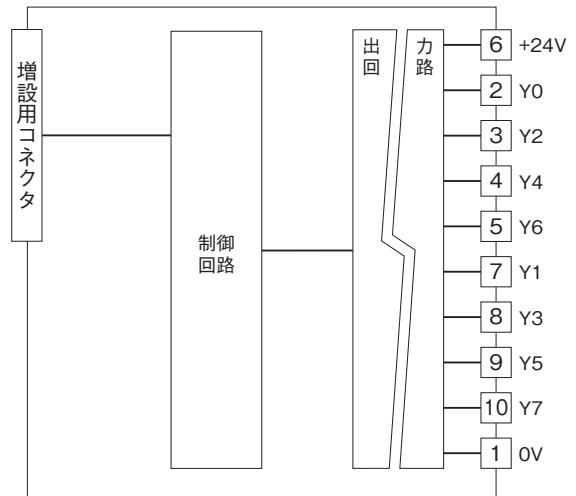 増設用コネクタ
制御
回路
出力
回路
6 +24V
2 Y0
3 Y2
4 Y4
5 Y6
7 Y1
8 Y3
9 Y5
10 Y7
1 0V